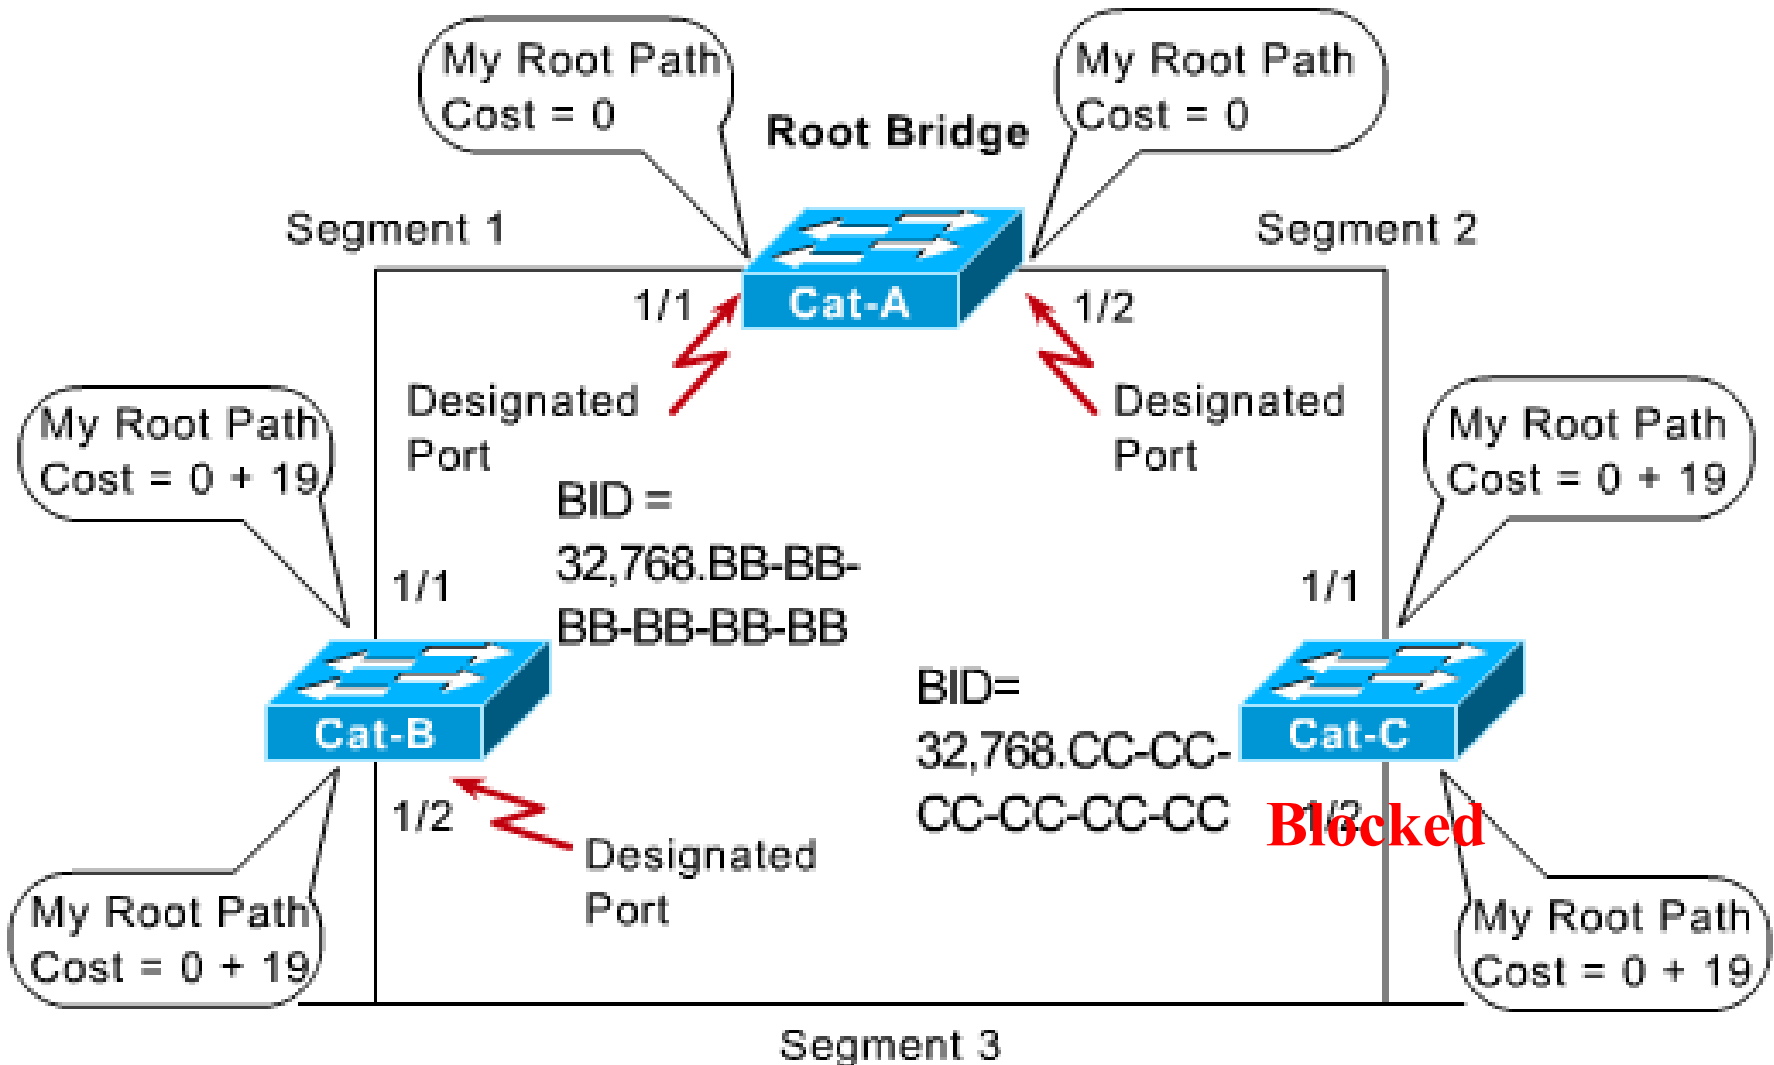 My Root Path
Cost = 0
My Root Path
Cost = 0
Root Bridge
Segment 1
Segment 2
1/1
Cat-A
1/2
Designated
Port
Designated
Port
My Root Path
Cost = 0 + 19
My Root Path
Cost = 0 + 19
BID =
32,768.BB-BB-
BB-BB-BB-BB
1/1
1/1
BID=
32,768.CC-CC-
CC-CC-CC-CC
Cat-B
Cat-C
1/2
1/2
Blocked
Designated
Port
My Root Path
Cost = 0 + 19
My Root Path
Cost = 0 + 19
Segment 3